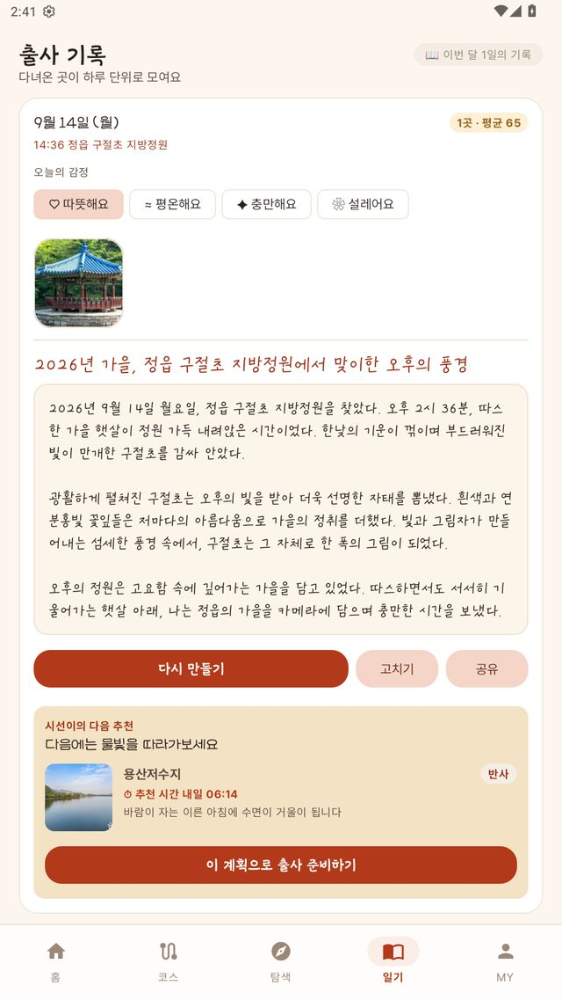 2:41
출사 기록
다녀온 곳이 하루 단위로 모여요
📖 이번 달 1일의 기록
9월 14일 (월)
1곳 · 평균 65
14:36 정읍 구절초 지방정원
오늘의 감정
♡ 따뜻해요
≈ 평온해요
✦ 충만해요
❀ 설레어요
2026년 가을, 정읍 구절초 지방정원에서 맞이한 오후의 풍경
2026년 9월 14일 월요일, 정읍 구절초 지방정원을 찾았다. 오후 2시 36분, 따스
한 가을 햇살이 정원 가득 내려앉은 시간이었다. 한낮의 기운이 꺾이며 부드러워진
빛이 만개한 구절초를 감싸 안았다.
광활하게 펼쳐진 구절초는 오후의 빛을 받아 더욱 선명한 자태를 뽐냈다. 흰색과 연
분홍빛 꽃잎들은 저마다의 아름다움으로 가을의 정취를 더했다. 빛과 그림자가 만들
어내는 섬세한 풍경 속에서, 구절초는 그 자체로 한 폭의 그림이 되었다.
오후의 정원은 고요함 속에 깊어가는 가을을 담고 있었다. 따스하면서도 서서히 기
울어가는 햇살 아래, 나는 정읍의 가을을 카메라에 담으며 충만한 시간을 보냈다.
다시 만들기
고치기
공유
시선이의 다음 추천
다음에는 물빛을 따라가보세요
용산저수지
반사
⏱ 추천 시간 내일 06:14
바람이 자는 이른 아침에 수면이 거울이 됩니다
이 계획으로 출사 준비하기
홈
코스
탐색
일기
MY